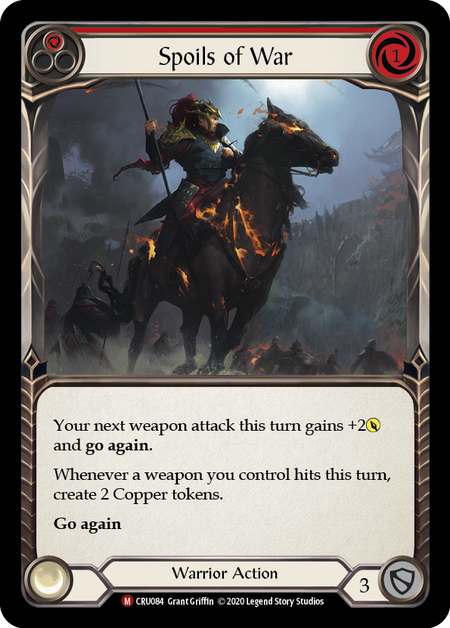 Spoils of War
1
Your next weapon attack this turn gains +2
and go again.
Whenever a weapon you control hits this turn,
create 2 Copper tokens.
Go again
Warrior Action
3
M CRU084 Grant Griffin © 2020 Legend Story Studios